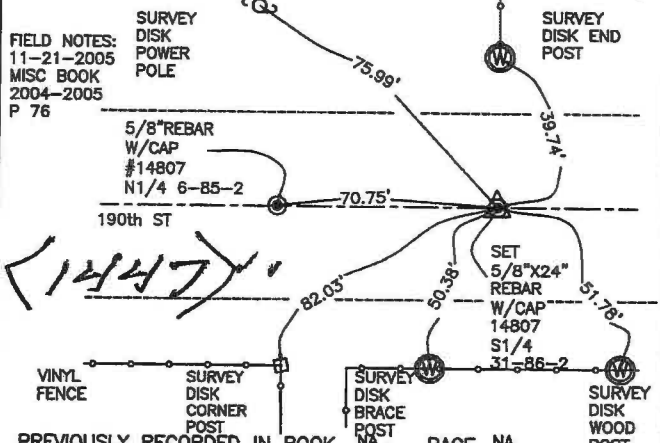 SURVEY
DISK
POWER
POLE
FIELD NOTES:
11-21-2005
MISC BOOK
2004-2005
P 76
SURVEY
DISK END
POST
W
75.99'
39.74'
5/8"REBAR
W/CAP
#14807
N1/4 6-85-2
70.75'
190th ST
<1447>"
82.03'
50.38'
51.78'
SET
5/8"X24"
REBAR
W/CAP
14807
S1/4
31-86-2
W
W
VINYL
FENCE
SURVEY
DISK
CORNER
POST
SURVEY
DISK
BRACE
POST
SURVEY
DISK
WOOD
POST
PREVIOUSLY RECORDED IN BOOK NA PAGE NA